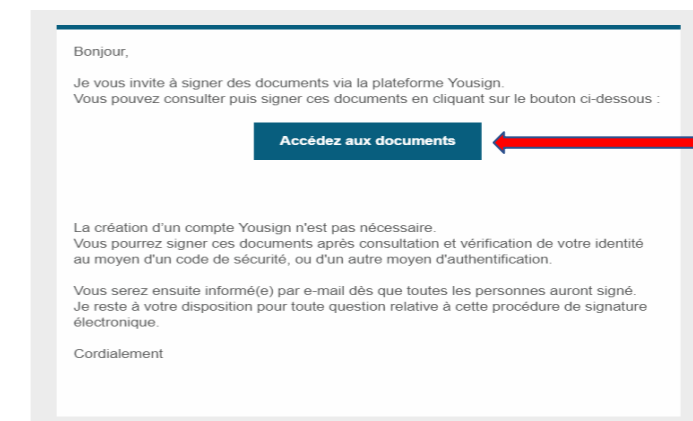 Bonjour,
Je vous invite à signer des documents via la plateforme Yousign.
Vous pouvez consulter puis signer ces documents en cliquant sur le bouton ci-dessous :
Accédez aux documents
La création d'un compte Yousign n'est pas nécessaire.
Vous pourrez signer ces documents après consultation et vérification de votre identité
au moyen d'un code de sécurité, ou d'un autre moyen d'authentification.
Vous serez ensuite informé(e) par e-mail dès que toutes les personnes auront signé.
Je reste à votre disposition pour toute question relative à cette procédure de signature
électronique.
Cordialement